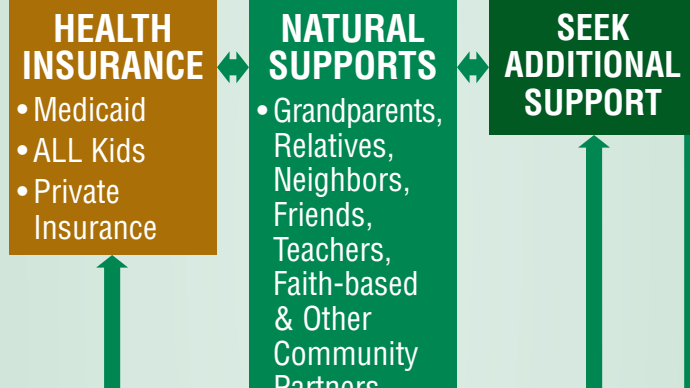 HEALTH
INSURANCE
• Medicaid
• ALL Kids
• Private
Insurance
NATURAL
SUPPORTS
• Grandparents,
Relatives,
Neighbors,
Friends,
Teachers,
Faith-based
& Other
Community
Partners
SEEK
ADDITIONAL
SUPPORT